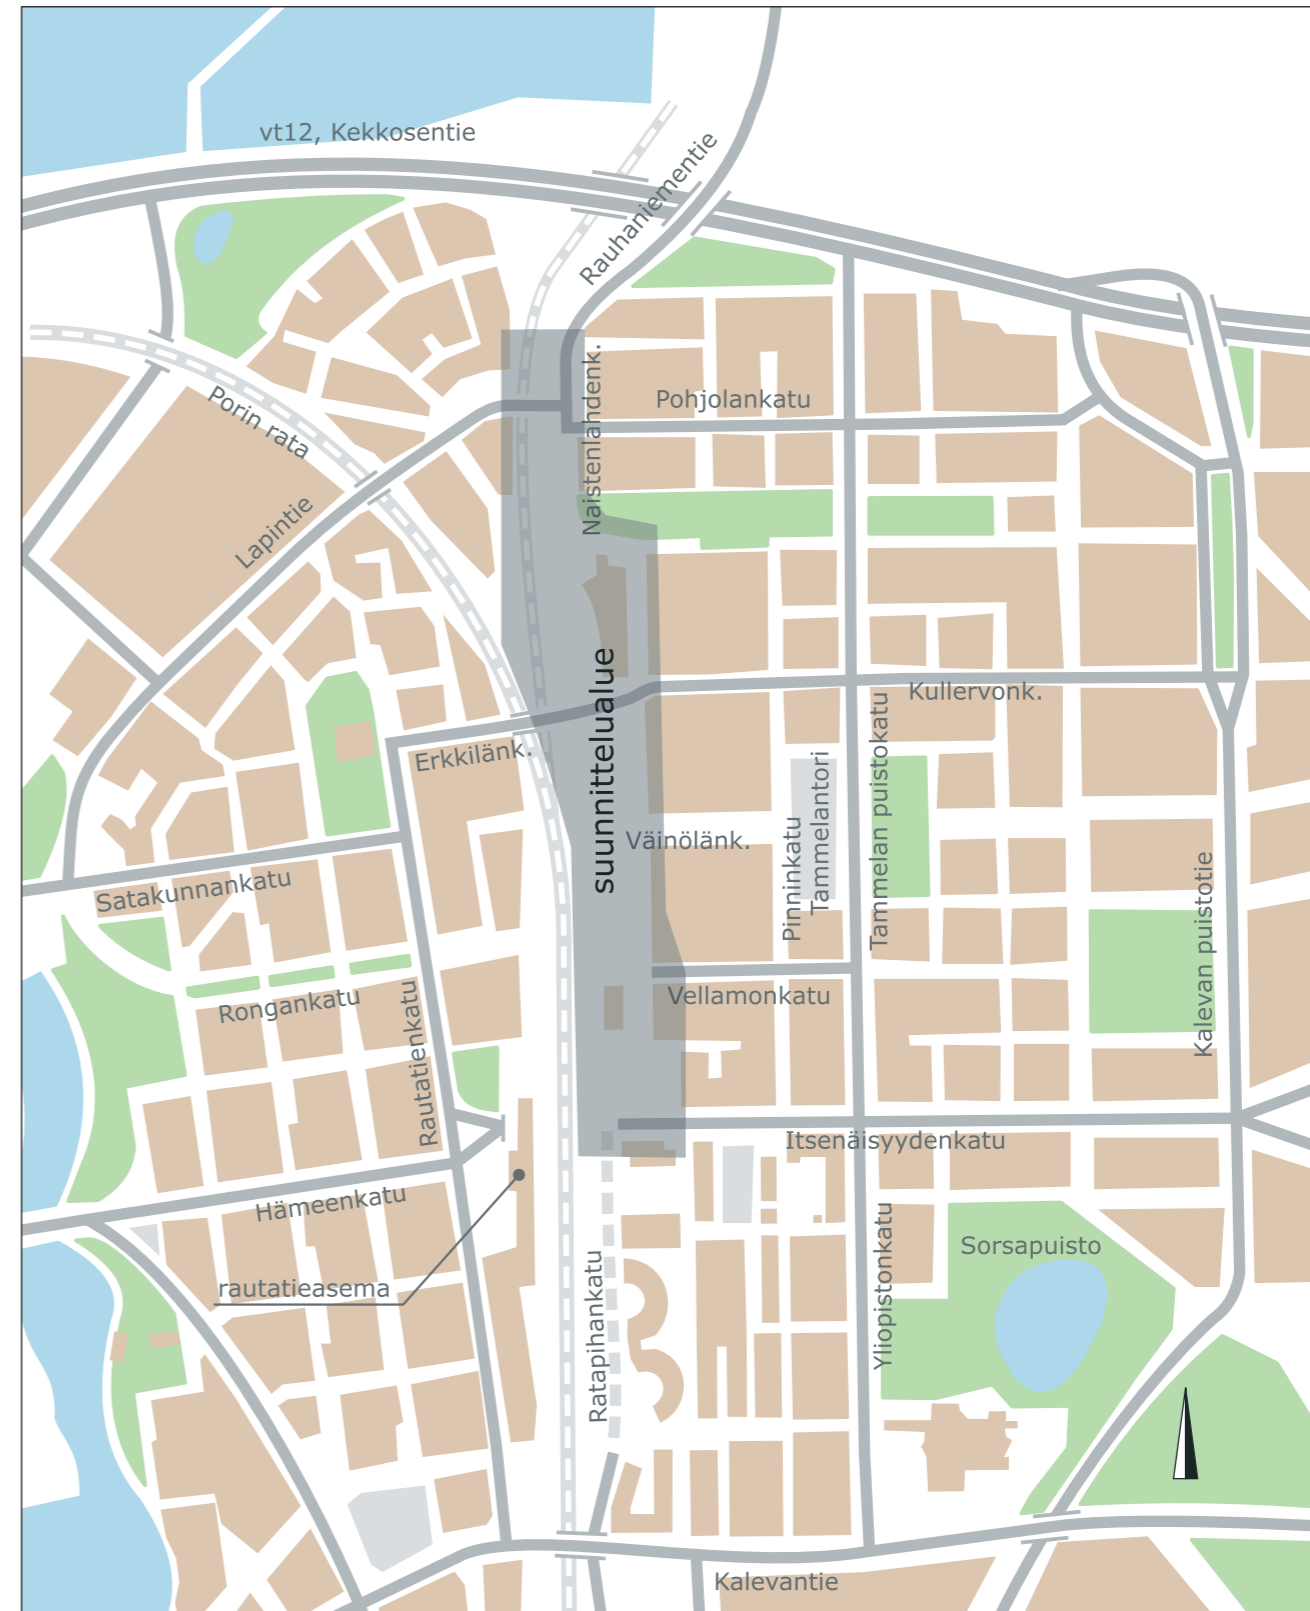 vt12, Kekkosentie
Rauhaniementie
Naistenlahdenk.
Pohjolankatu
Porin rata
Lapintie
suunnittelualue
Kullervonk.
Erkkilänk.
Väinölänk.
Pinninkatu
Tammelantori
Tammelan puistokatu
Kalevan puistotie
Satakunnankatu
Rongankatu
Rautatienkatu
Vellamonkatu
Itsenäisyydenkatu
Hämeenkatu
rautatieasema
Ratapihankatu
Yliopistonkatu
Sorsapuisto
Kalevantie